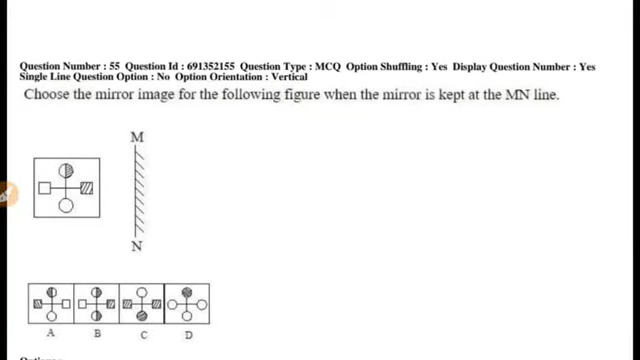 Question Number : 55 Question Id : 691352155 Question Type : MCQ Option Shuffling : Yes Display Question Number : Yes
Single Line Question Option : No Option Orientation : Vertical
Choose the mirror image for the following figure when the mirror is kept at the MN line.
M
N
A B C D